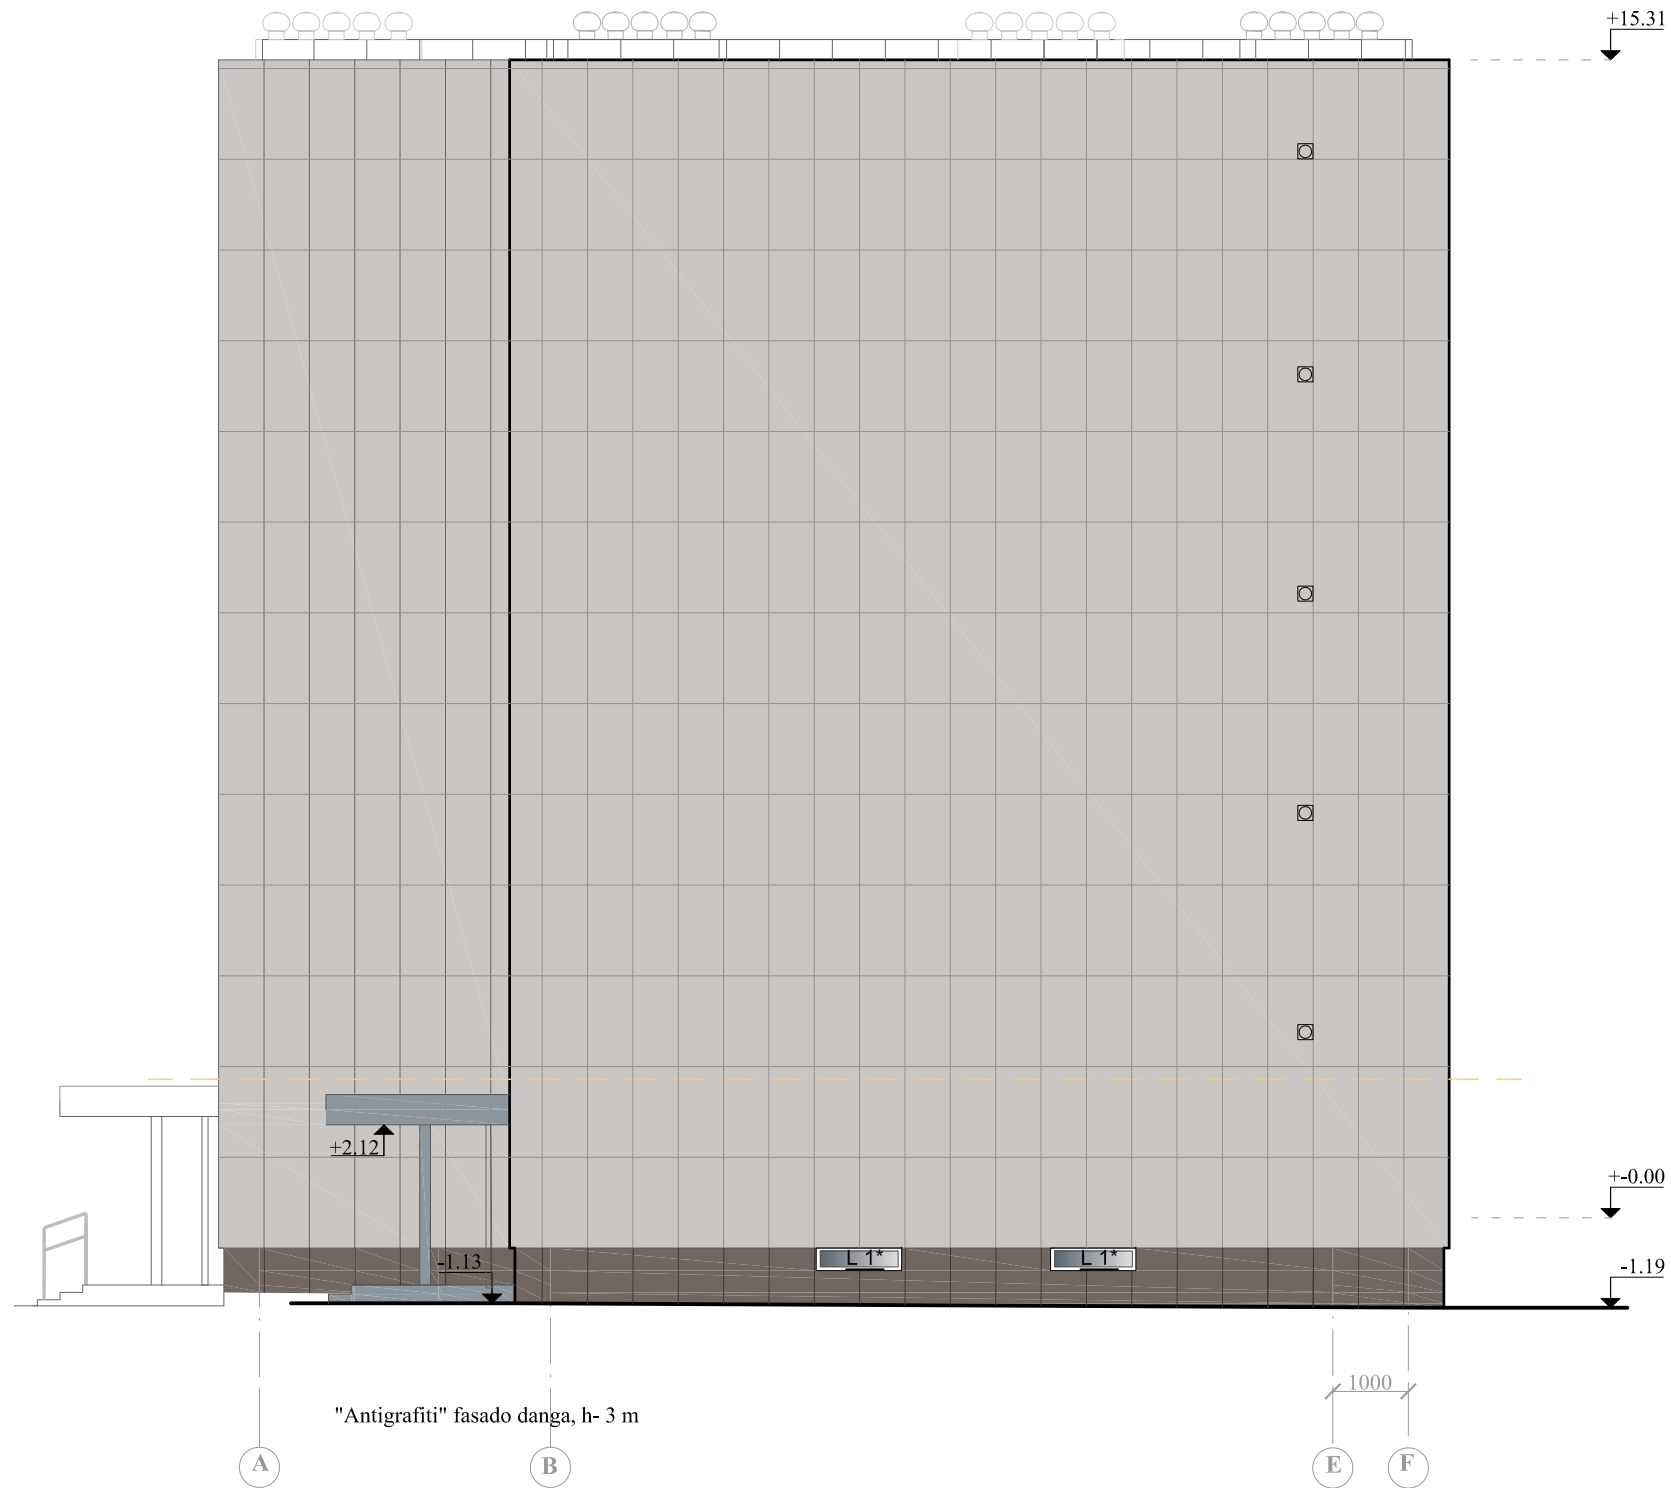 +15.31
+2.12
+-0.00
-1.13
L 1*
L 1*
-1.19
1000
"Antigrafiti" fasado danga, h- 3 m
A
B
E
F